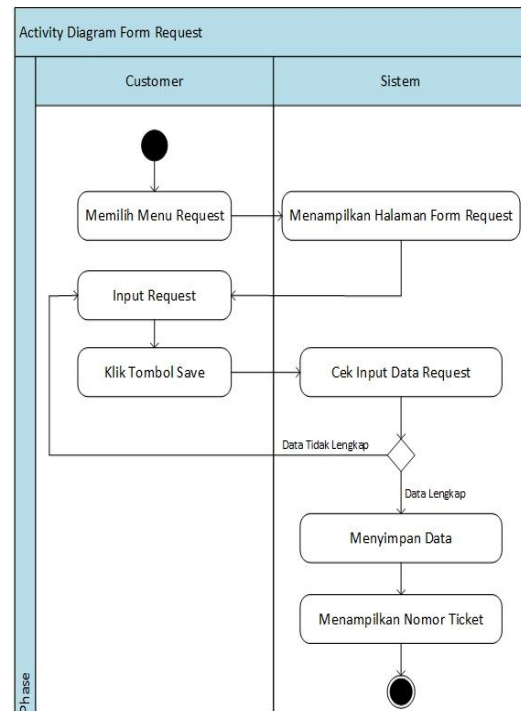 Activity Diagram Form Request
Customer
Sistem
Memilih Menu Request
Menampilkan Halaman Form Request
Input Request
Klik Tombol Save
Cek Input Data Request
Data Tidak Lengkap
Data Lengkap
Menyimpan Data
Menampilkan Nomor Ticket
Phase